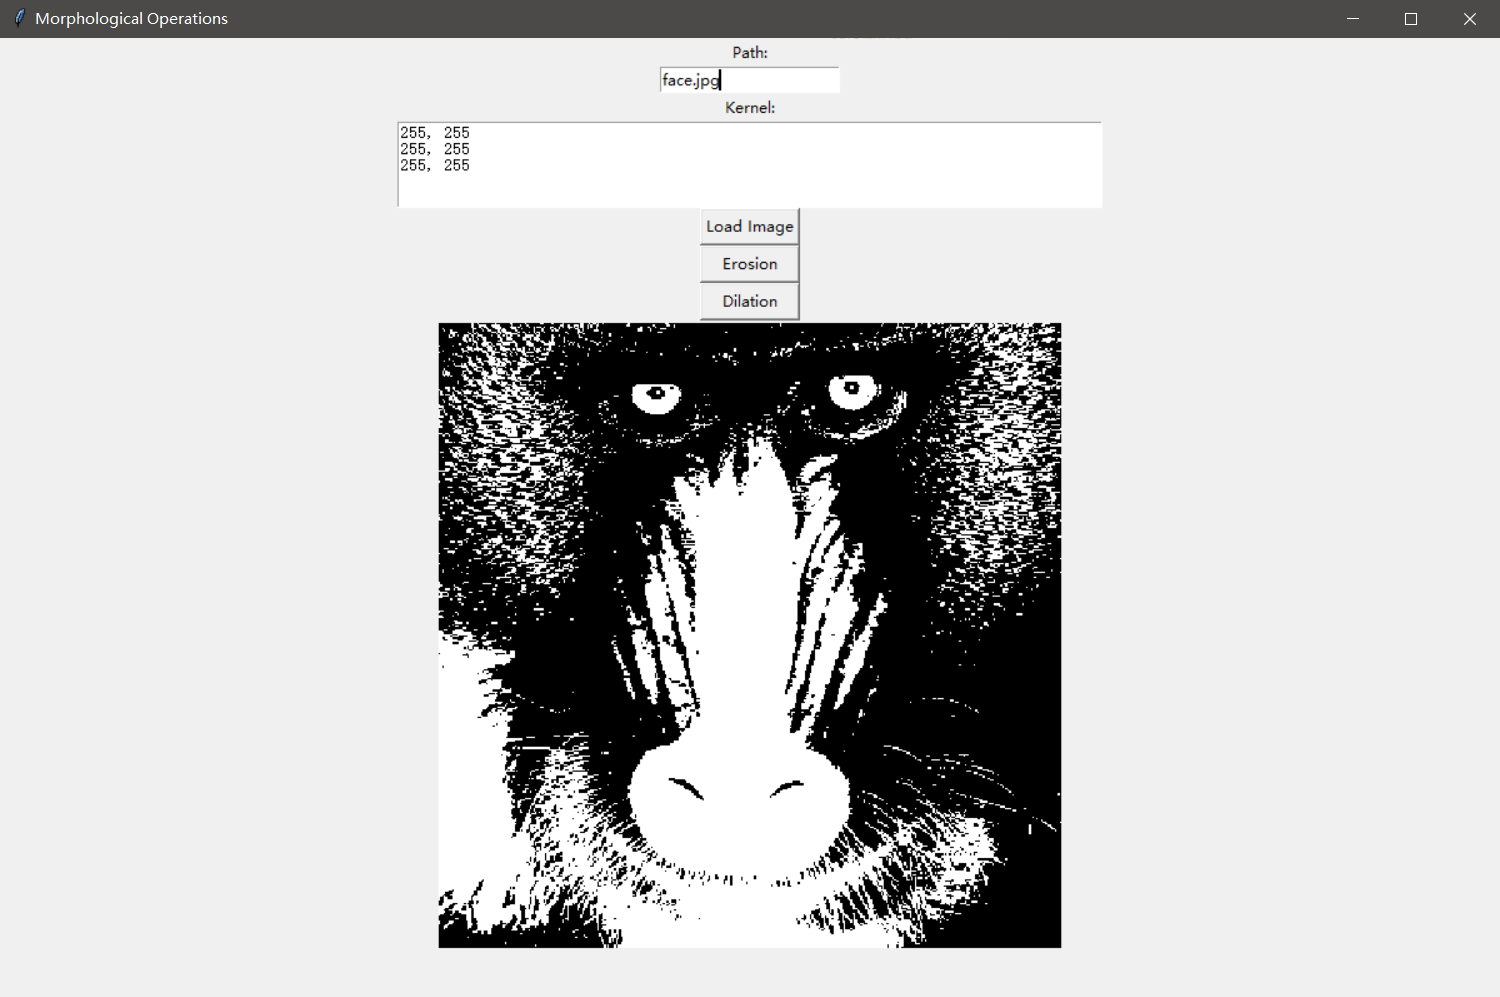 Morphological Operations
Path:
face.jpg
Kernel:
255, 255
255, 255
255, 255
Load Image
Erosion
Dilation